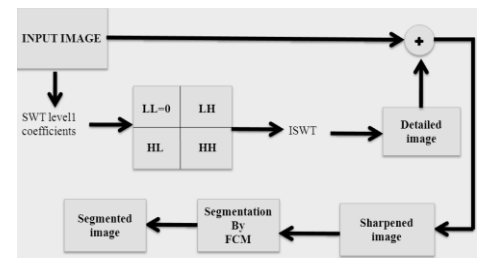 INPUT IMAGE
+
SWT level1
coefficients
LL=0
LH
HL
HH
ISWT
Detailed
image
Segmented
image
Segmentation
By
FCM
Sharpened
image